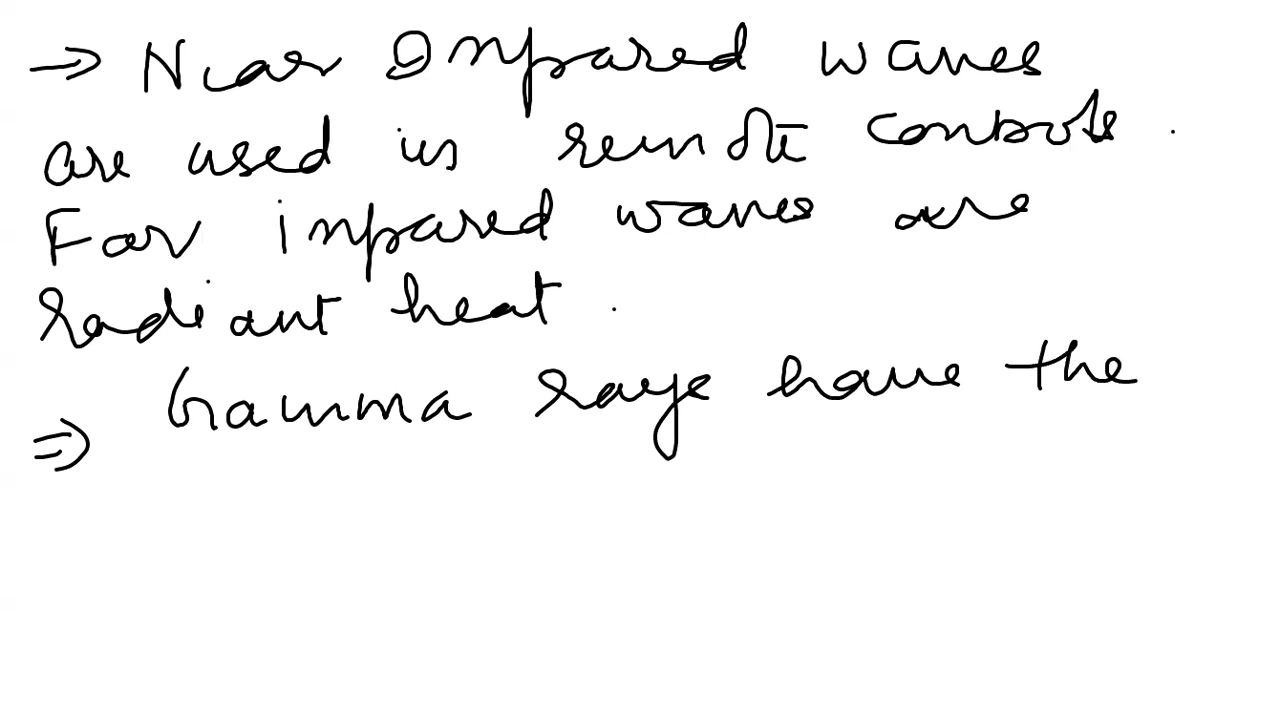 → Near Infrared waves
are used in remote controls.
Far infrared waves are
radiant heat.
⇒ Gamma rays have the